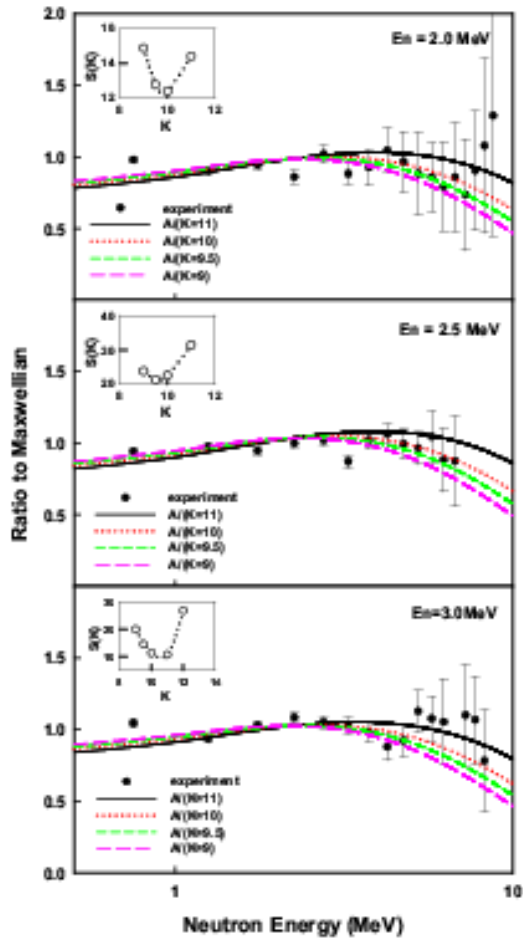 2.0
En = 2.0 MeV
16
14
12
S(K)
8 10 12
K
1.5
1.0
0.5
experiment
A/(K=11)
A/(K=10)
A/(K=9.5)
A/(K=9)
En = 2.5 MeV
40
30
20
S(K)
8 10 12
K
1.5
1.0
0.5
experiment
A/(K=11)
A/(K=10)
A/(K=9.5)
A/(K=9)
Ratio to Maxwellian
En=3.0MeV
30
20
10
S(K)
8 10 12 14
K
1.5
1.0
0.5
0.0
experiment
A/(K=11)
A/(K=10)
A/(K=9.5)
A/(K=9)
1 10
Neutron Energy (MeV)